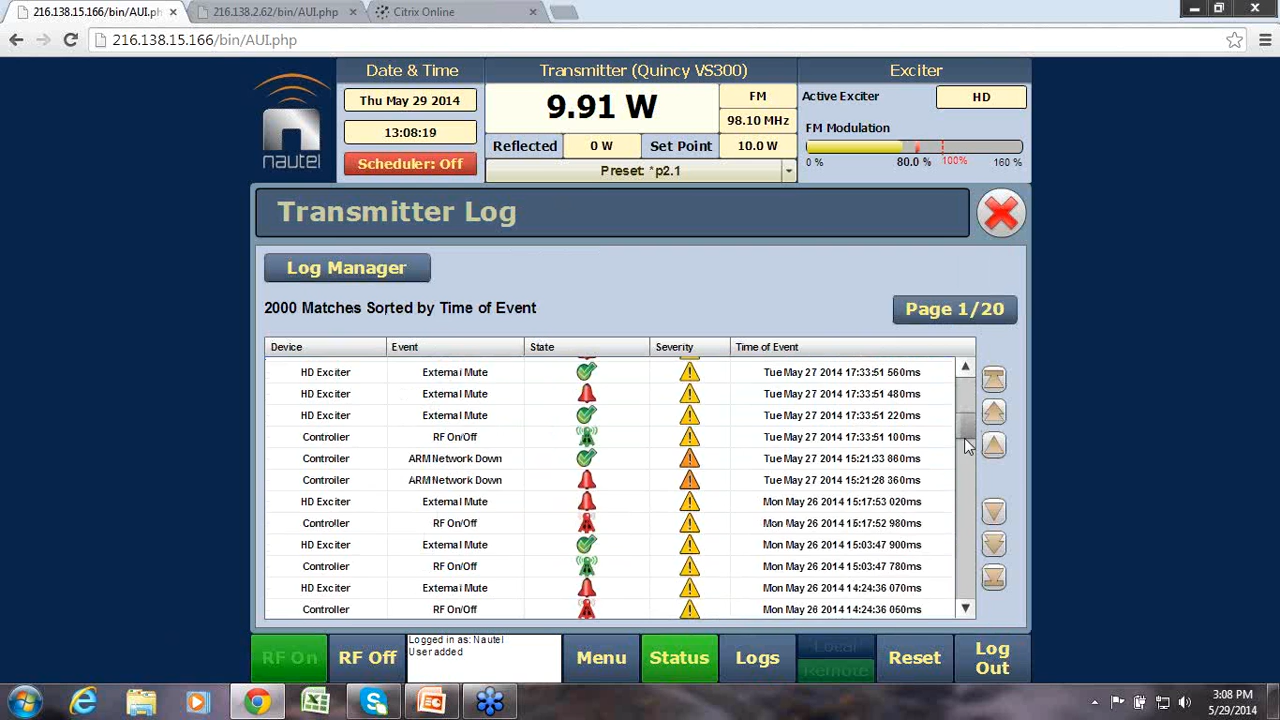 216.138.15.166/bin/AUI.ph
216.138.2.62/bin/AUI.php
Citrix Online
216.138.15.166/bin/AUI.php
nautel
Date & Time
Thu May 29 2014
13:08:19
Scheduler: Off
Transmitter (Quincy VS300)
9.91 W
FM
98.10 MHz
Reflected
0 W
Set Point
10.0 W
Preset: *p2.1
Exciter
Active Exciter
HD
FM Modulation
0 %
80.0 %
100%
160 %
Transmitter Log
Log Manager
2000 Matches Sorted by Time of Event
Page 1/20
Device Event State Severity Time of Event
HD Exciter External Mute Tue May 27 2014 17:33:51 560ms
HD Exciter External Mute Tue May 27 2014 17:33:51 480ms
HD Exciter External Mute Tue May 27 2014 17:33:51 220ms
Controller RF On/Off Tue May 27 2014 17:33:51 100ms
Controller ARM Network Down Tue May 27 2014 15:21:33 860ms
Controller ARM Network Down Tue May 27 2014 15:21:28 360ms
HD Exciter External Mute Mon May 26 2014 15:17:53 020ms
Controller RF On/Off Mon May 26 2014 15:17:52 980ms
HD Exciter External Mute Mon May 26 2014 15:03:47 900ms
Controller RF On/Off Mon May 26 2014 15:03:47 780ms
HD Exciter External Mute Mon May 26 2014 14:24:36 070ms
Controller RF On/Off Mon May 26 2014 14:24:36 050ms
RF On
RF Off
Logged in as: Nautel
User added
Menu
Status
Logs
Local
Remote
Reset
Log
Out
3:08 PM
5/29/2014